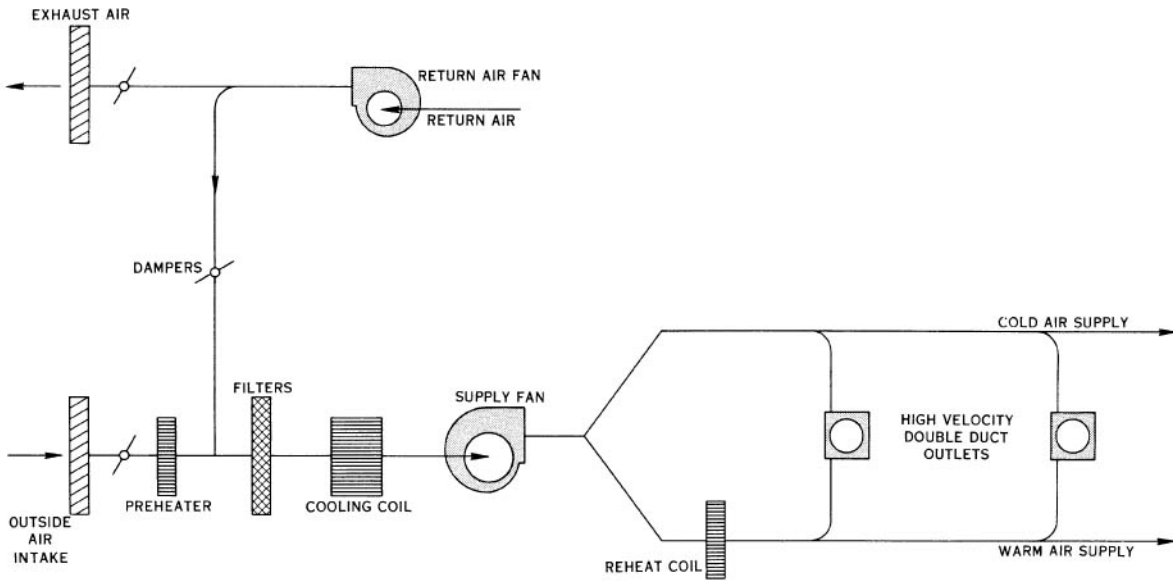 EXHAUST AIR
RETURN AIR FAN
RETURN AIR
DAMPERS
COLD AIR SUPPLY
FILTERS
SUPPLY FAN
HIGH VELOCITY
DOUBLE DUCT
OUTLETS
PREHEATER
COOLING COIL
OUTSIDE
AIR
INTAKE
REHEAT COIL
WARM AIR SUPPLY